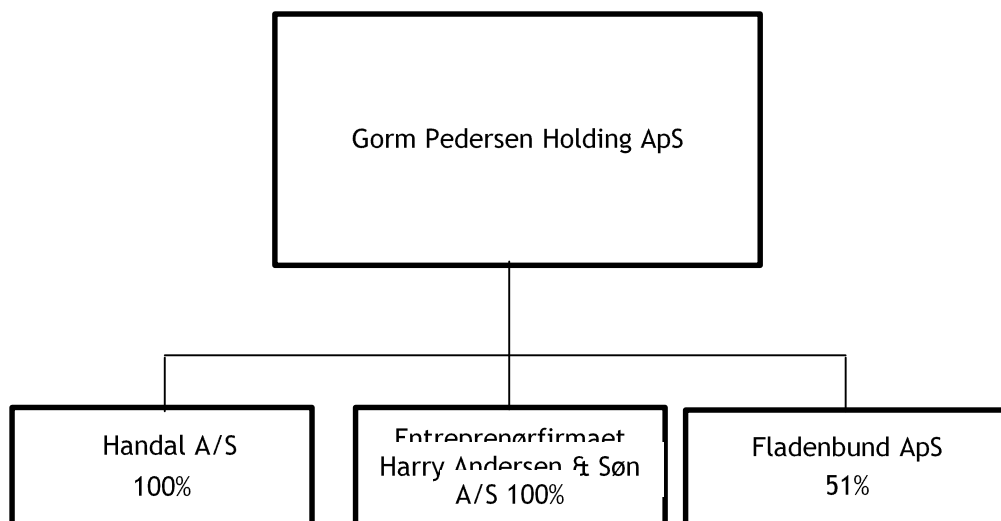 Gorm Pedersen Holding ApS
Handal A/S
100%
Entreprenørfirmaet
Harry Andersen & Søn
A/S 100%
Fladenbund ApS
51%